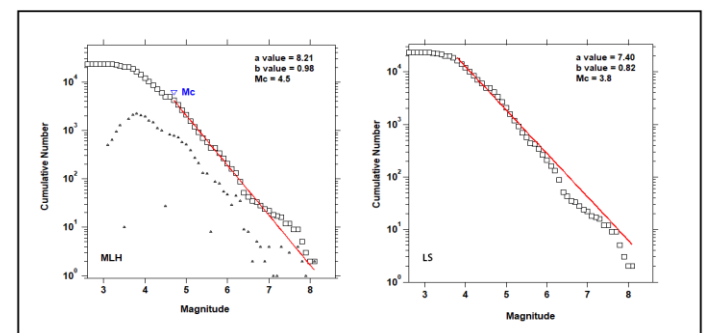 a value = 8.21
b value = 0.98
Mc = 4.5
Mc
10⁴
10³
10²
10¹
10⁰
Cumulative Number
MLH
3 4 5 6 7 8
Magnitude
a value = 7.40
b value = 0.82
Mc = 3.8
10⁴
10³
10²
10¹
10⁰
Cumulative Number
LS
3 4 5 6 7 8
Magnitude